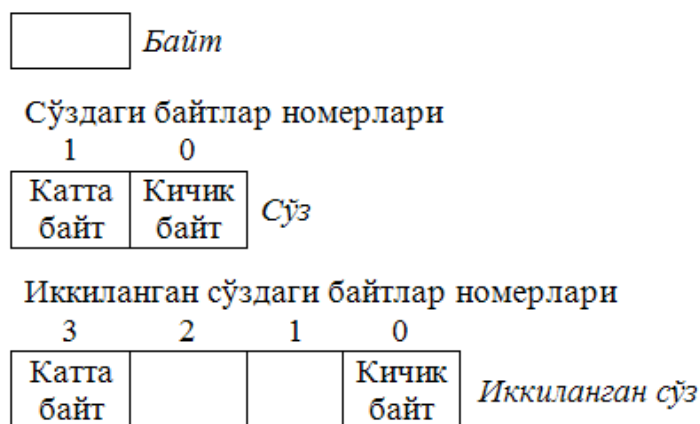 Байт
Сўздаги байтлар номерлари
1 0
Катта Кичик
байт байт
Сўз
Иккиланган сўздаги байтлар номерлари
3 2 1 0
Катта Кичик
байт байт
Иккиланган сўз